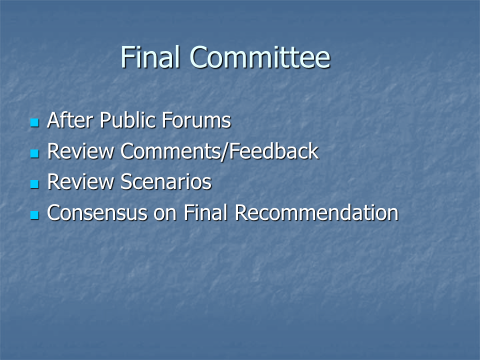 Final Committee
After Public Forums
Review Comments/Feedback
Review Scenarios
Consensus on Final Recommendation